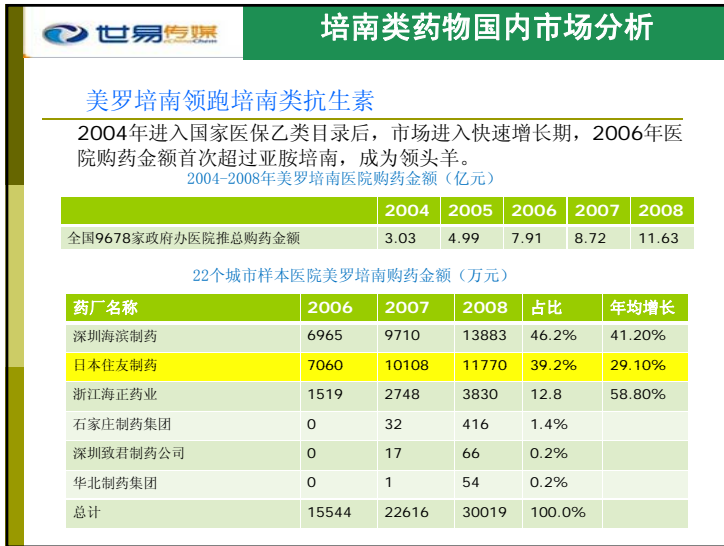 世易传媒
培南类药物国内市场分析
美罗培南领跑培南类抗生素
2004年进入国家医保乙类目录后，市场进入快速增长期，2006年医
院购药金额首次超过亚胺培南，成为领头羊。
2004-2008年美罗培南医院购药金额（亿元）
2004 2005 2006 2007 2008
全国9678家政府办医院推总购药金额 3.03 4.99 7.91 8.72 11.63
22个城市样本医院美罗培南购药金额（万元）
药厂名称 2006 2007 2008 占比 年均增长
深圳海滨制药 6965 9710 13883 46.2% 41.20%
日本住友制药 7060 10108 11770 39.2% 29.10%
浙江海正药业 1519 2748 3830 12.8 58.80%
石家庄制药集团 0 32 416 1.4%
深圳致君制药公司 0 17 66 0.2%
华北制药集团 0 1 54 0.2%
总计 15544 22616 30019 100.0%